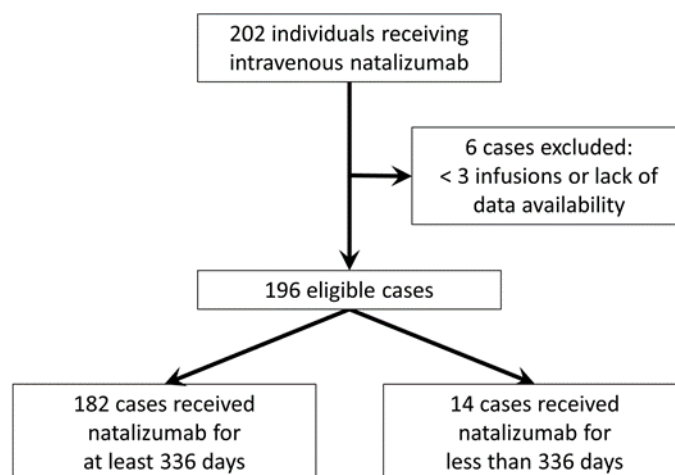 202 individuals receiving
intravenous natalizumab
6 cases excluded:
< 3 infusions or lack of
data availability
196 eligible cases
182 cases received
natalizumab for
at least 336 days
14 cases received
natalizumab for
less than 336 days